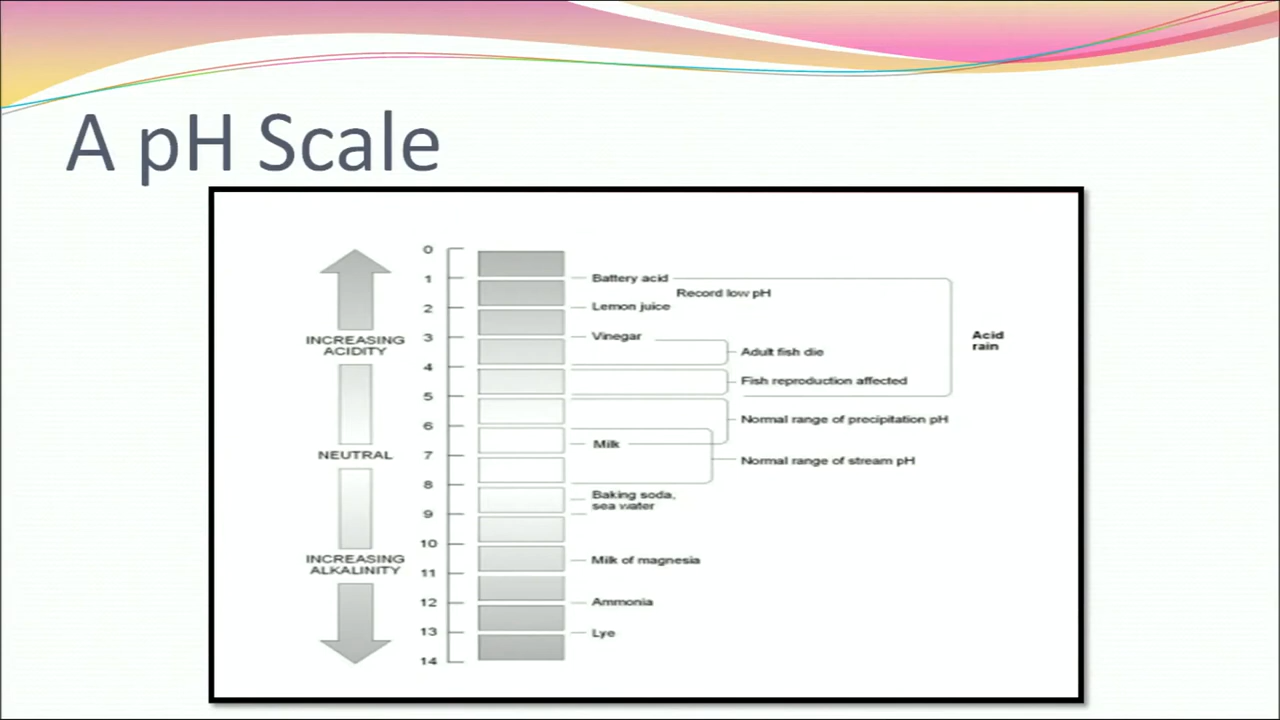 A pH Scale
0
1
2
3
4
5
6
7
8
9
10
11
12
13
14
INCREASING
ACIDITY
NEUTRAL
INCREASING
ALKALINITY
Battery acid
Record low pH
Lemon juice
Vinegar
Acid
rain
Adult fish die
Fish reproduction affected
Normal range of precipitation pH
Milk
Normal range of stream pH
Baking soda,
sea water
Milk of magnesia
Ammonia
Lye